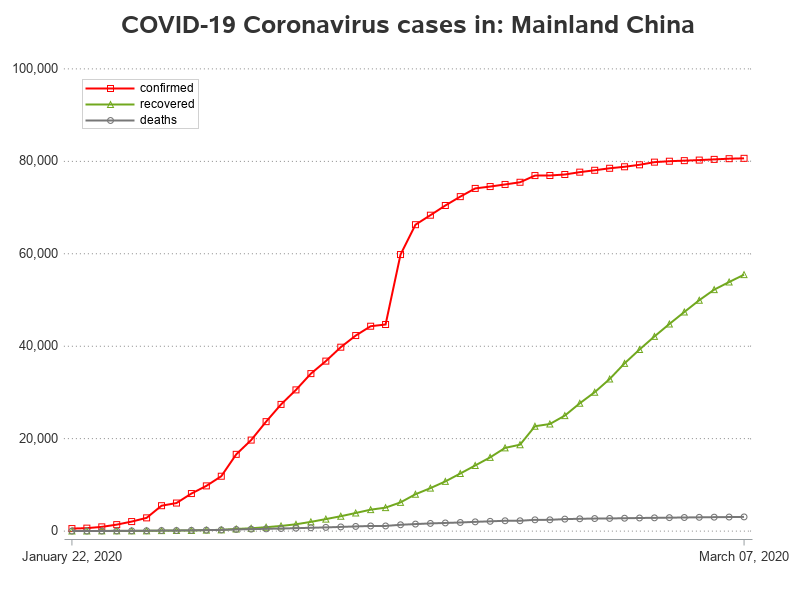 COVID-19 Coronavirus cases in: Mainland China
100,000
confirmed
recovered
deaths
80,000
60,000
40,000
20,000
0
January 22, 2020
March 07, 2020